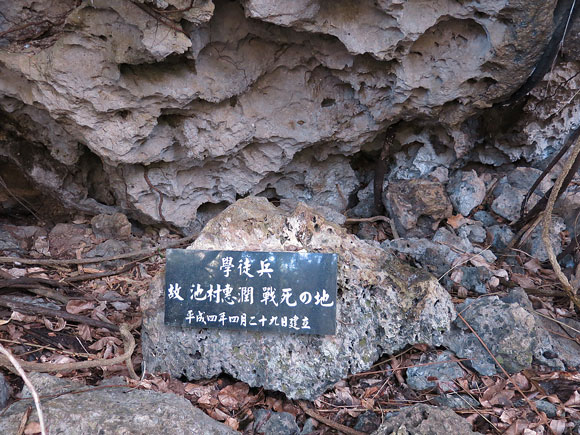 學徒兵
故 池村惠潤 戰死の地
平成四年四月二十九日建立